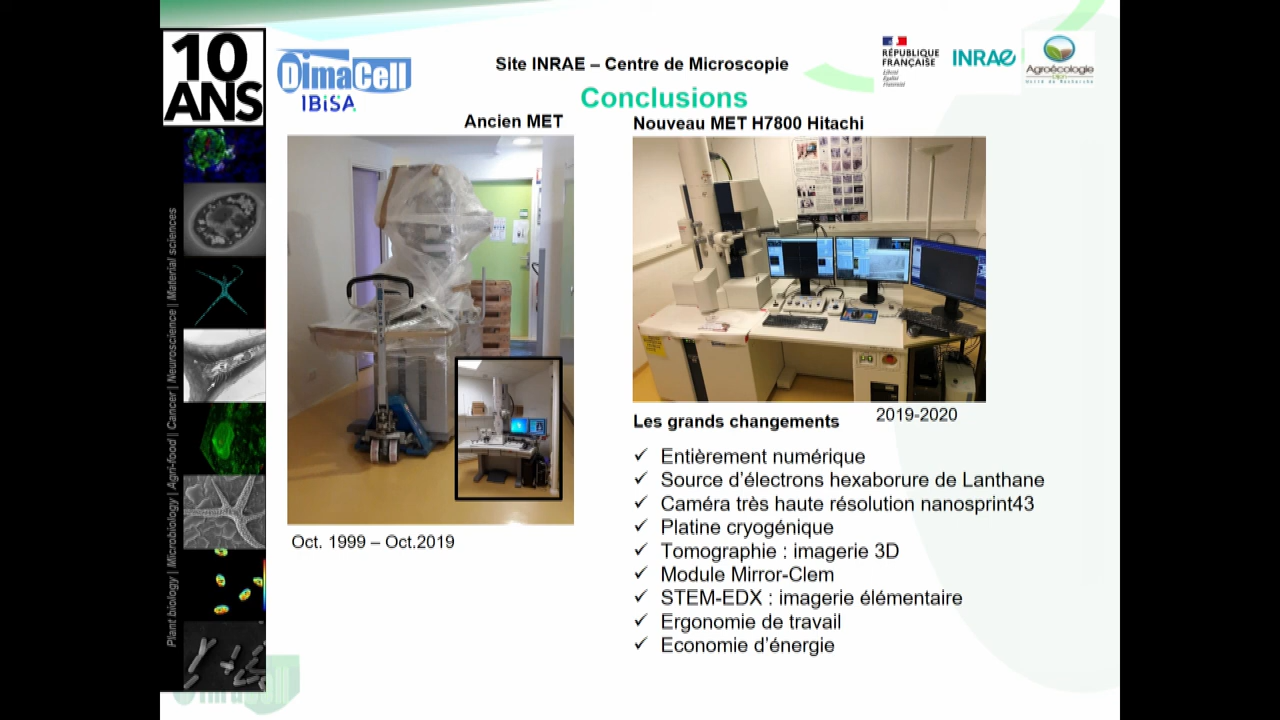 10
ANS
DimaCell
IBiSA
Site INRAE – Centre de Microscopie
Conclusions
RÉPUBLIQUE
FRANÇAISE
Liberté
Égalité
Fraternité
INRAE
Agroécologie
Ancien MET
Nouveau MET H7800 Hitachi
Oct. 1999 – Oct.2019
2019-2020
Les grands changements
✓ Entièrement numérique
✓ Source d'électrons hexaborure de Lanthane
✓ Caméra très haute résolution nanosprint43
✓ Platine cryogénique
✓ Tomographie : imagerie 3D
✓ Module Mirror-Clem
✓ STEM-EDX : imagerie élémentaire
✓ Ergonomie de travail
✓ Economie d'énergie
Plant biology | Microbiology | Agri-food | Cancer | Neuroscience | Material sciences